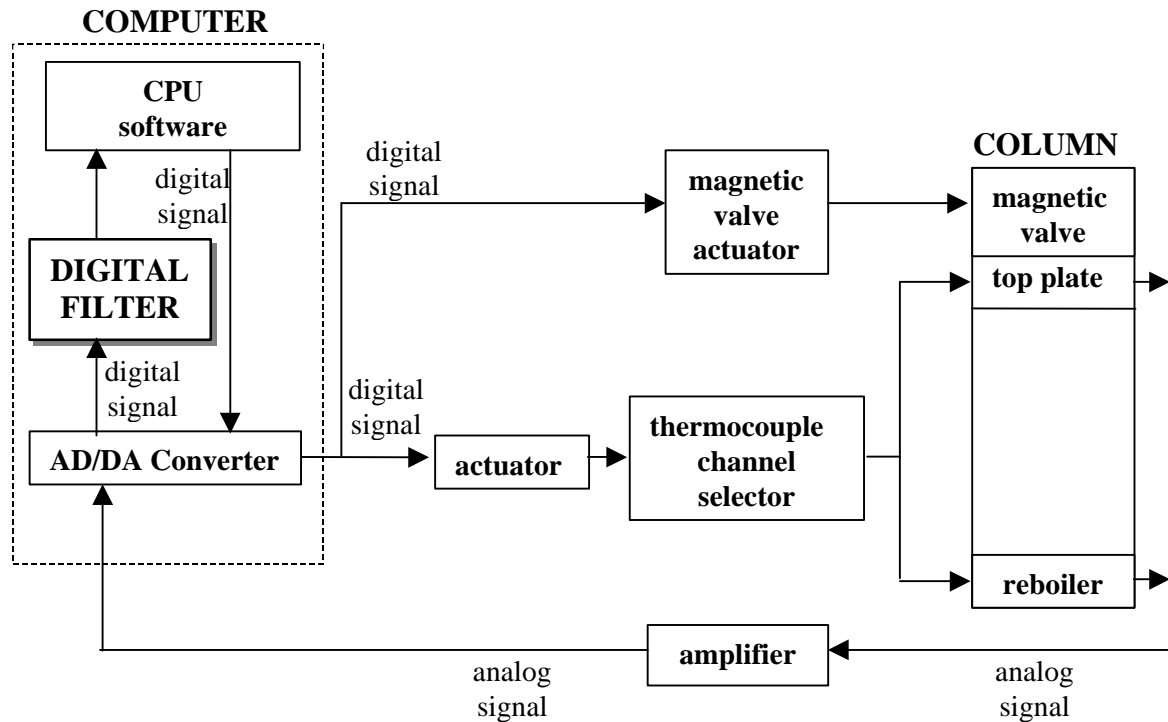 COMPUTER
CPU
software
digital
signal
DIGITAL
FILTER
digital
signal
AD/DA Converter
digital
signal
digital
signal
magnetic
valve
actuator
actuator
thermocouple
channel
selector
COLUMN
magnetic
valve
top plate
reboiler
amplifier
analog
signal
analog
signal